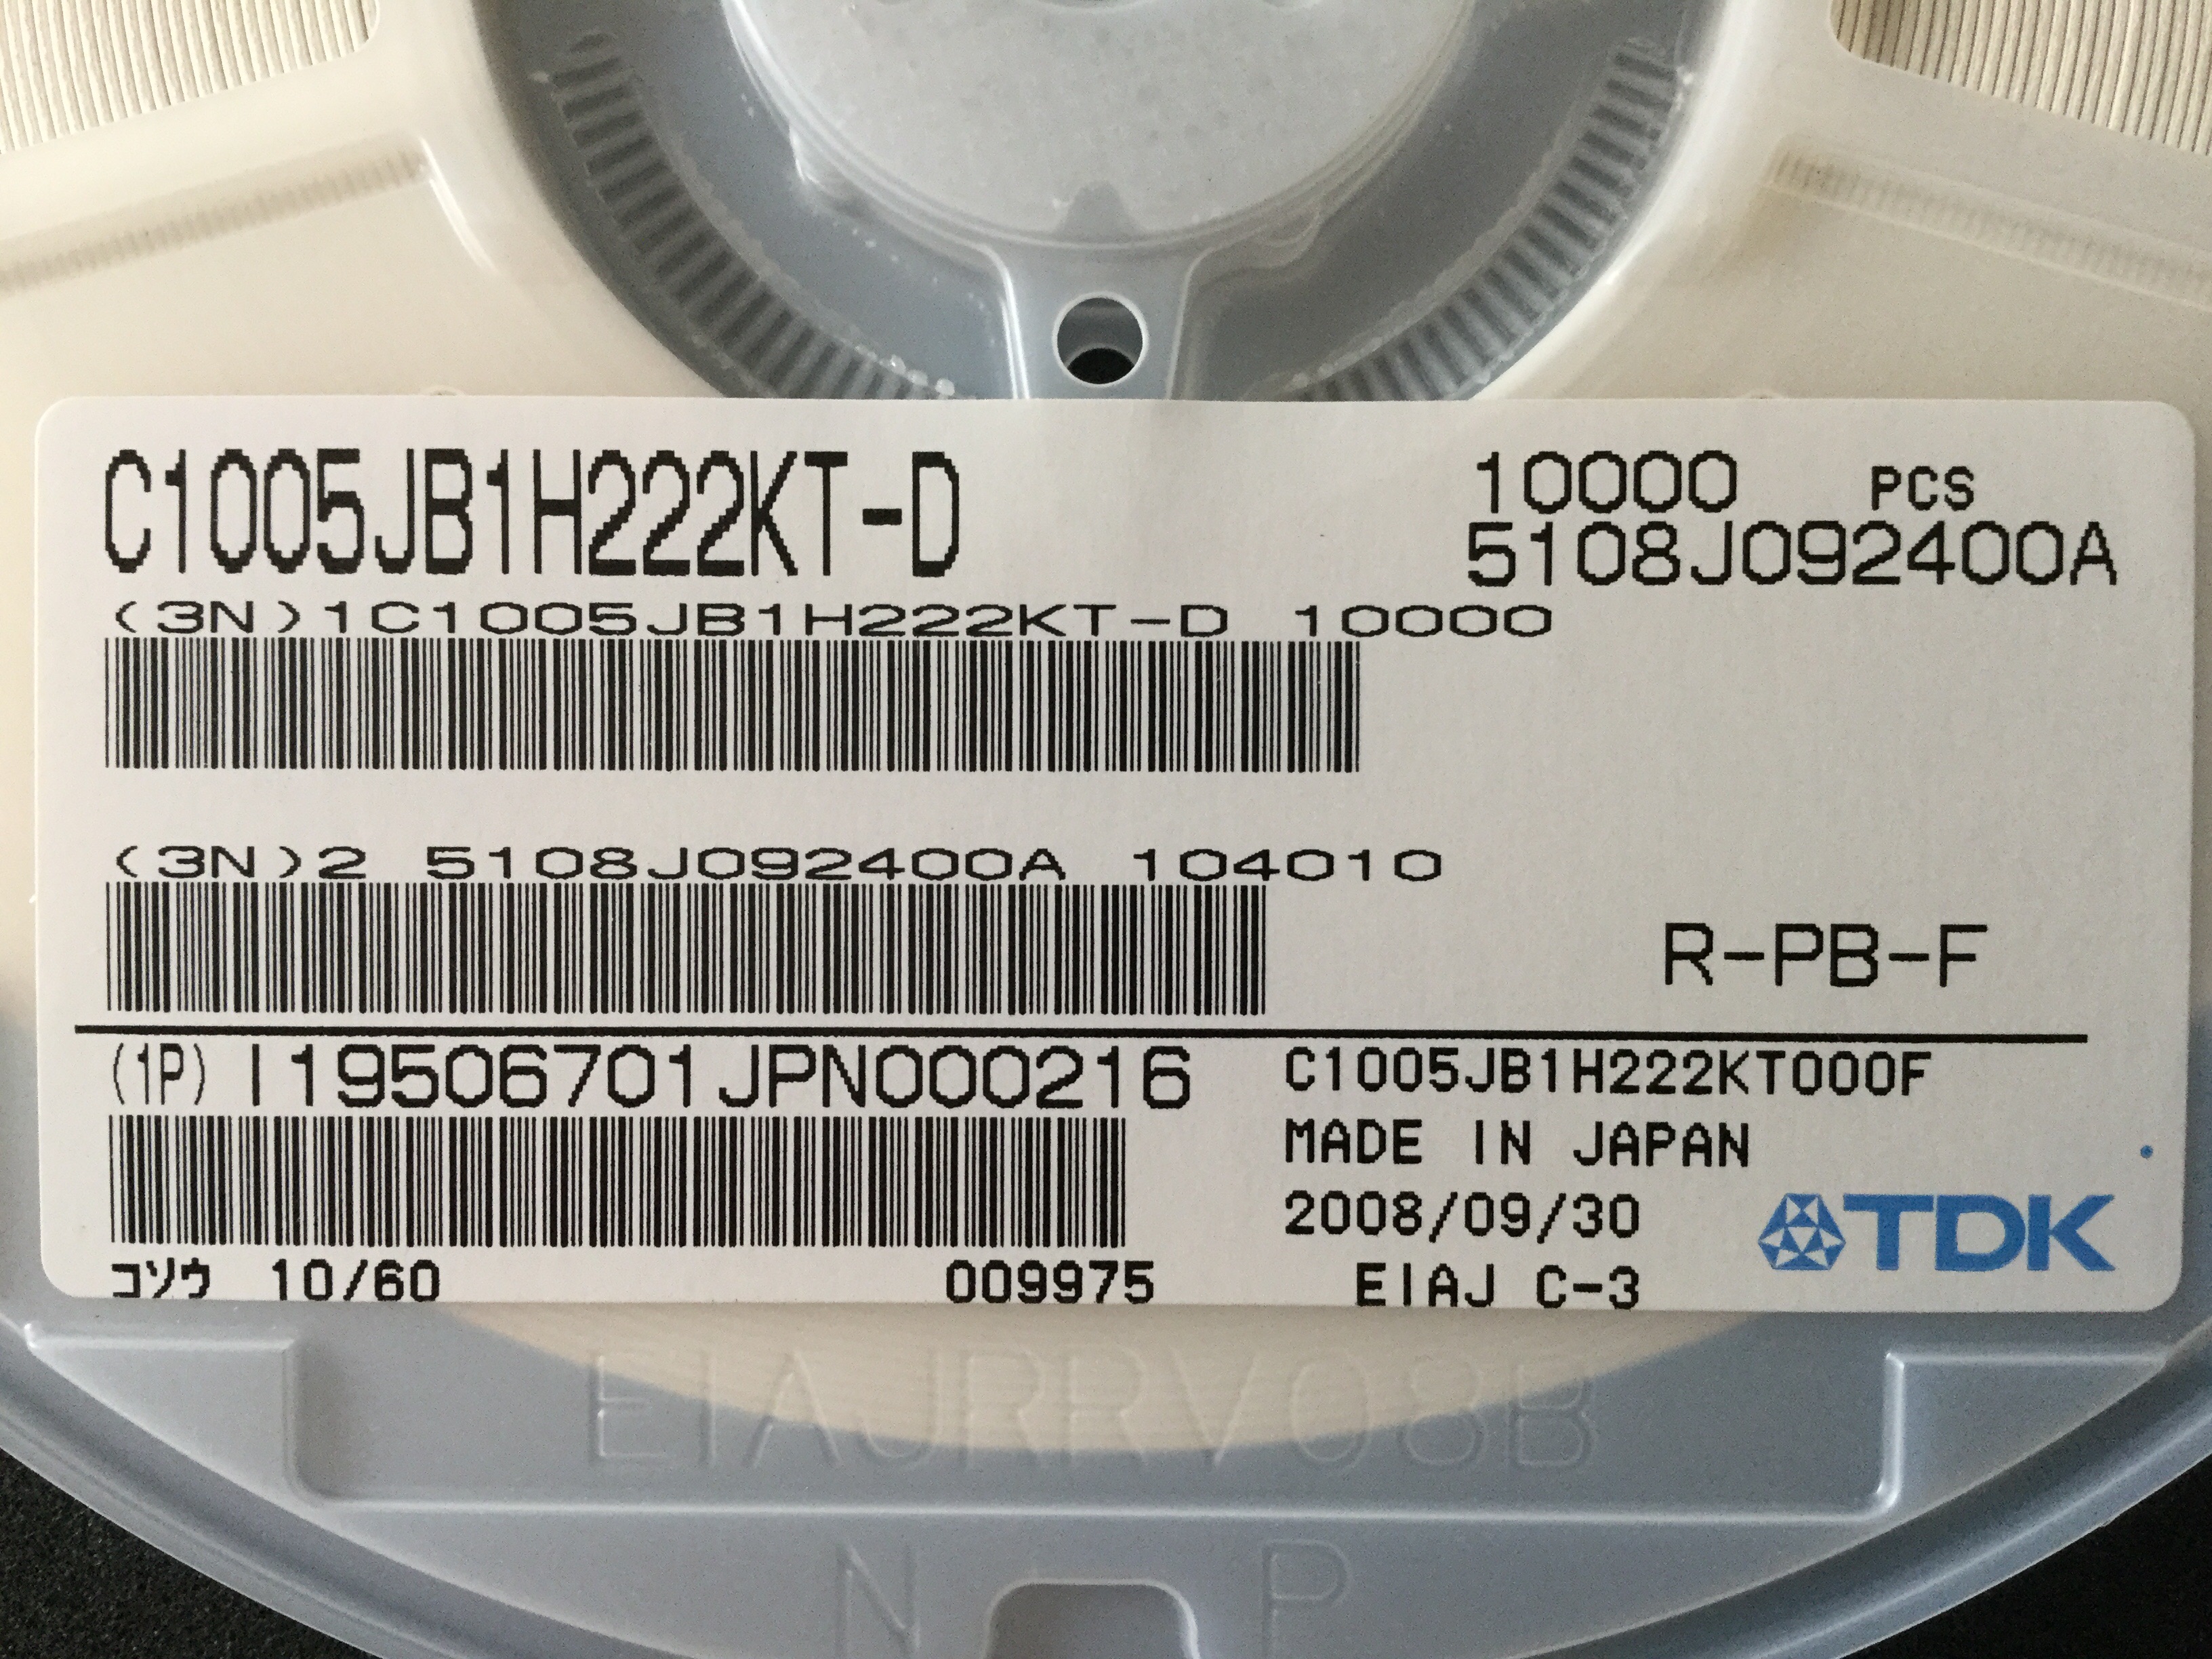 C1005JB1H222KT-D
10000 PCS
5108J092400A
(3N)1C1005JB1H222KT-D 10000
(3N)2 5108J092400A 104010
R-PB-F
(1P) I19506701JPN000216
C1005JB1H222KT000F
MADE IN JAPAN
2008/09/30
TDK
コソウ 10/60
009975
EIAJ C-3
EIAJRRV08B
N P